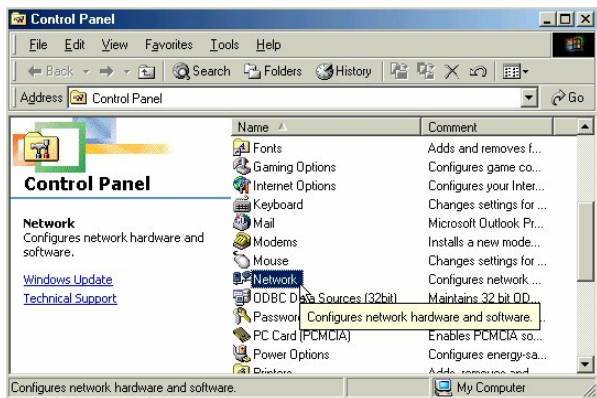 Control Panel
File Edit View Favorites Tools Help
Back Search Folders History
Address Control Panel Go
Name Comment
Fonts Adds and removes f...
Gaming Options Configures game co...
Internet Options Configures your Inter...
Keyboard Changes settings for ...
Mail Microsoft Outlook Pr...
Modems Installs a new mode...
Mouse Changes settings for ...
Network Configures network ...
ODBC Data Sources (32bit) Maintains 32 bit OD...
Configures network hardware and software.
PC Card (PCMCIA) Enables PCMCIA so...
Power Options Configures energy-sa...
Printers Adds, removes and
Control Panel
Network
Configures network hardware and
software.
Windows Update
Technical Support
Configures network hardware and software.
My Computer